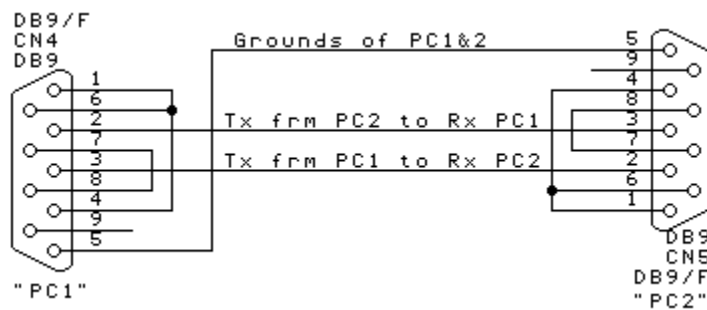 DB9/F
CN4
DB9
1
6
2
7
3
8
4
9
5
"PC1"
Grounds of PC1&2
Tx frm PC2 to Rx PC1
Tx frm PC1 to Rx PC2
5
9
4
8
3
7
2
6
1
DB9
CN5
DB9/F
"PC2"